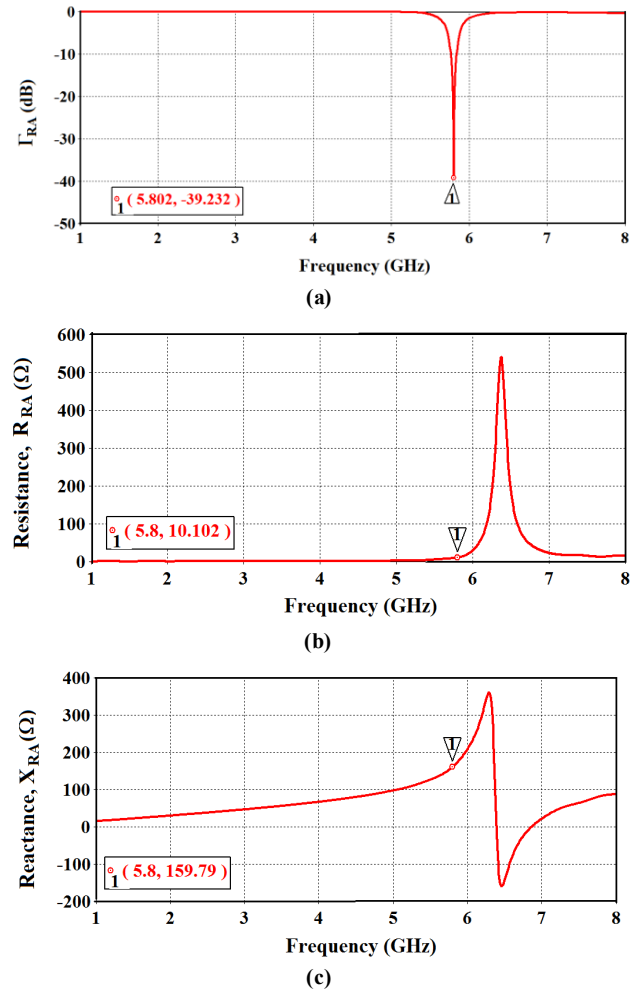 0
-10
-20
-30
-40
-50
Γ_RA (dB)
1
( 5.802, -39.232 )
1
1 2 3 4 5 6 7 8
Frequency (GHz)
(a)
600
500
400
300
200
100
0
Resistance, R_RA (Ω)
1
( 5.8, 10.102 )
1
1 2 3 4 5 6 7 8
Frequency (GHz)
(b)
400
300
200
100
0
-100
-200
Reactance, X_RA (Ω)
1
( 5.8, 159.79 )
1
1 2 3 4 5 6 7 8
Frequency (GHz)
(c)